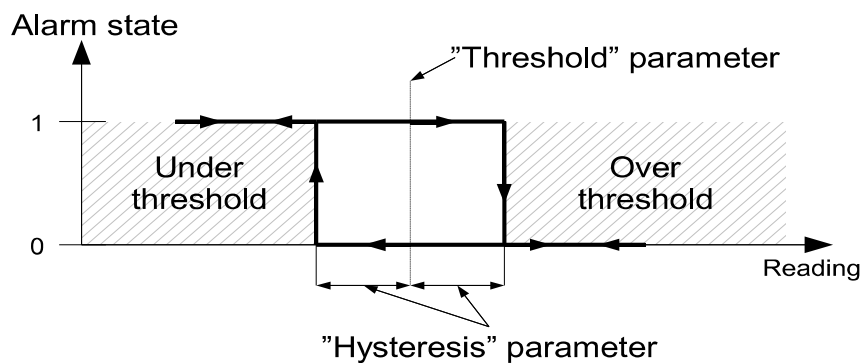 Alarm state
”Threshold” parameter
1
Under
threshold
Over
threshold
0
Reading
”Hysteresis” parameter